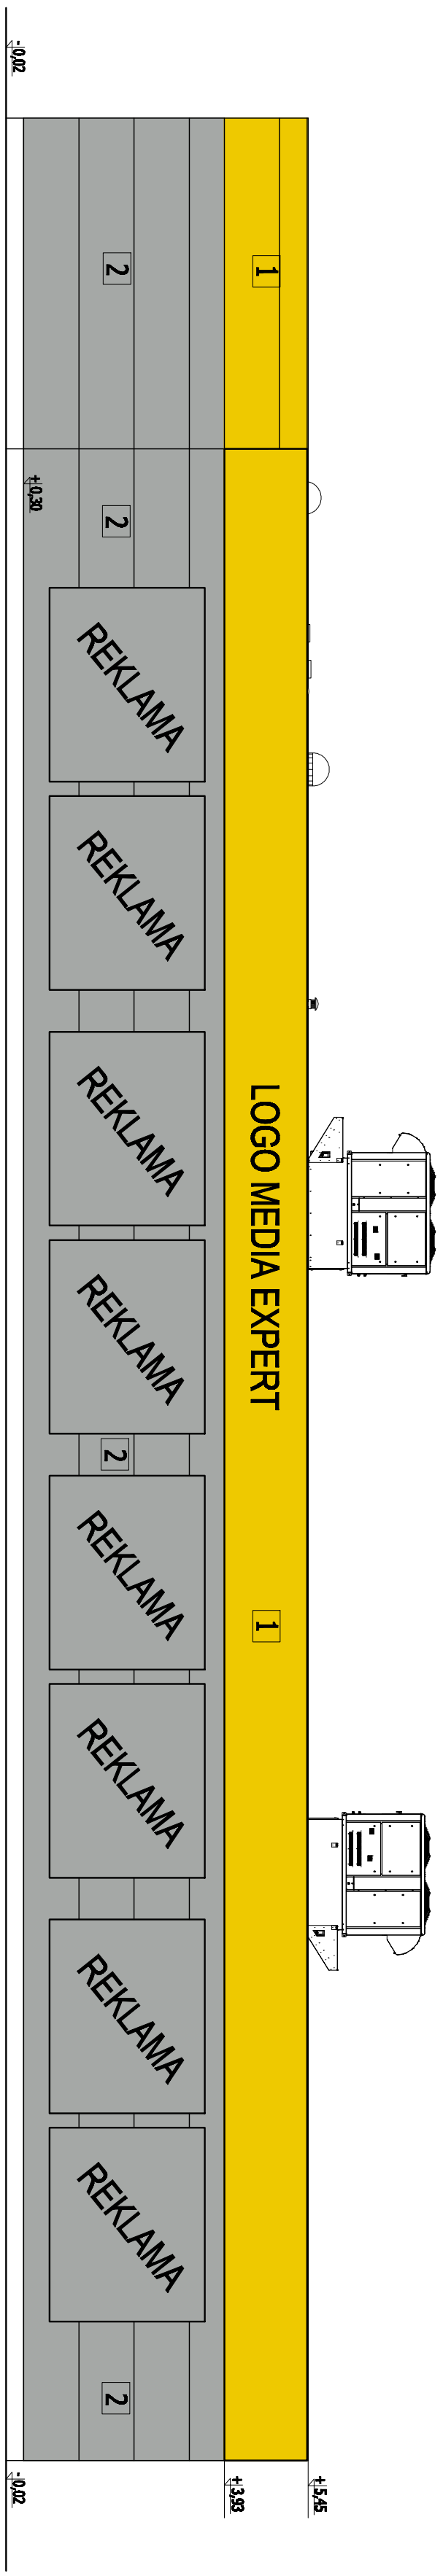 - 0,02
2
1
+ 0,30
2
REKLAMA
REKLAMA
REKLAMA
REKLAMA
LOGO MEDIA EXPERT
2
REKLAMA
1
REKLAMA
REKLAMA
REKLAMA
2
+ 5,45
+ 3,93
- 0,02